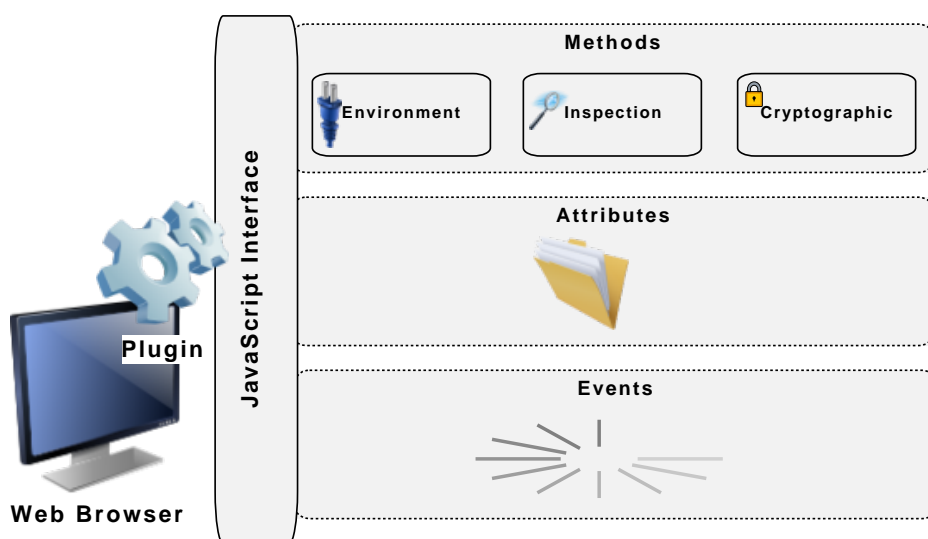 Methods
Environment
Inspection
Cryptographic
JavaScript Interface
Attributes
Plugin
Events
Web Browser